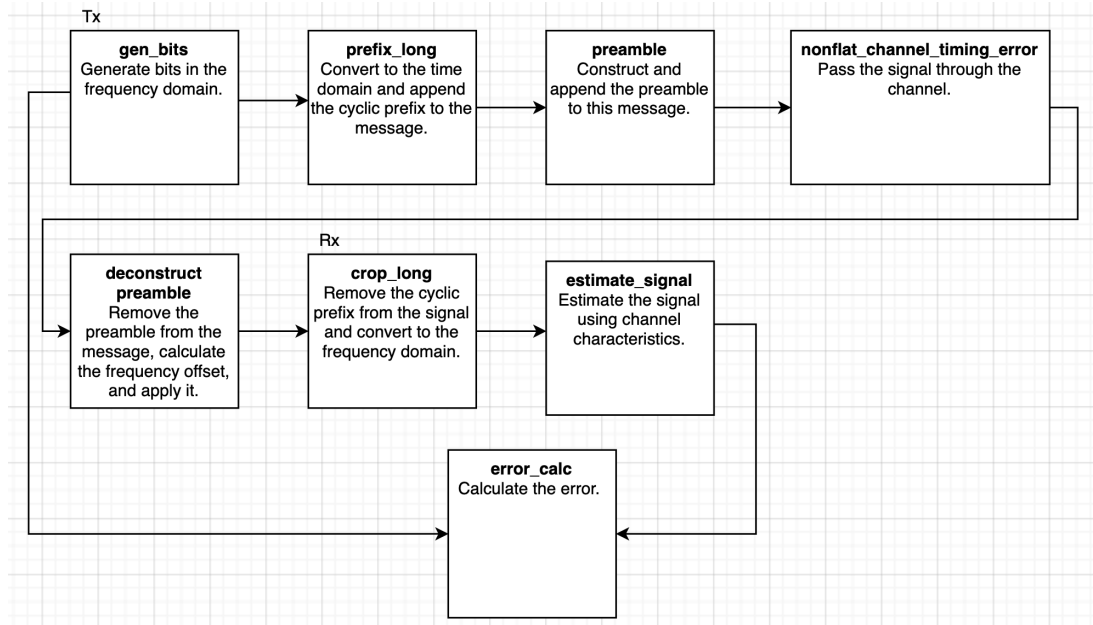 Tx
gen_bits
Generate bits in the
frequency domain.
prefix_long
Convert to the time
domain and append
the cyclic prefix to the
message.
preamble
Construct and
append the preamble
to this message.
nonflat_channel_timing_error
Pass the signal through the
channel.
deconstruct
preamble
Remove the
preamble from the
message, calculate
the frequency offset,
and apply it.
Rx
crop_long
Remove the cyclic
prefix from the signal
and convert to the
frequency domain.
estimate_signal
Estimate the signal
using channel
characteristics.
error_calc
Calculate the error.